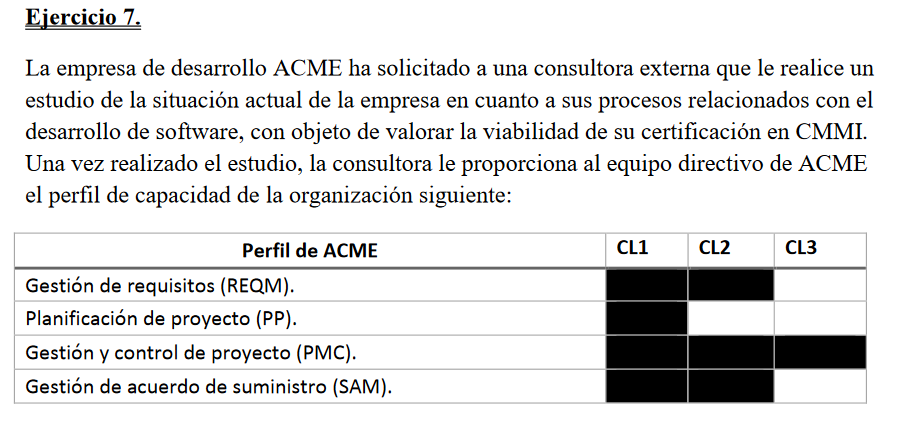 Ejercicio 7.
La empresa de desarrollo ACME ha solicitado a una consultora externa que le realice un
estudio de la situación actual de la empresa en cuanto a sus procesos relacionados con el
desarrollo de software, con objeto de valorar la viabilidad de su certificación en CMMI.
Una vez realizado el estudio, la consultora le proporciona al equipo directivo de ACME
el perfil de capacidad de la organización siguiente:
Perfil de ACME CL1 CL2 CL3
Gestión de requisitos (REQM).
Planificación de proyecto (PP).
Gestión y control de proyecto (PMC).
Gestión de acuerdo de suministro (SAM).